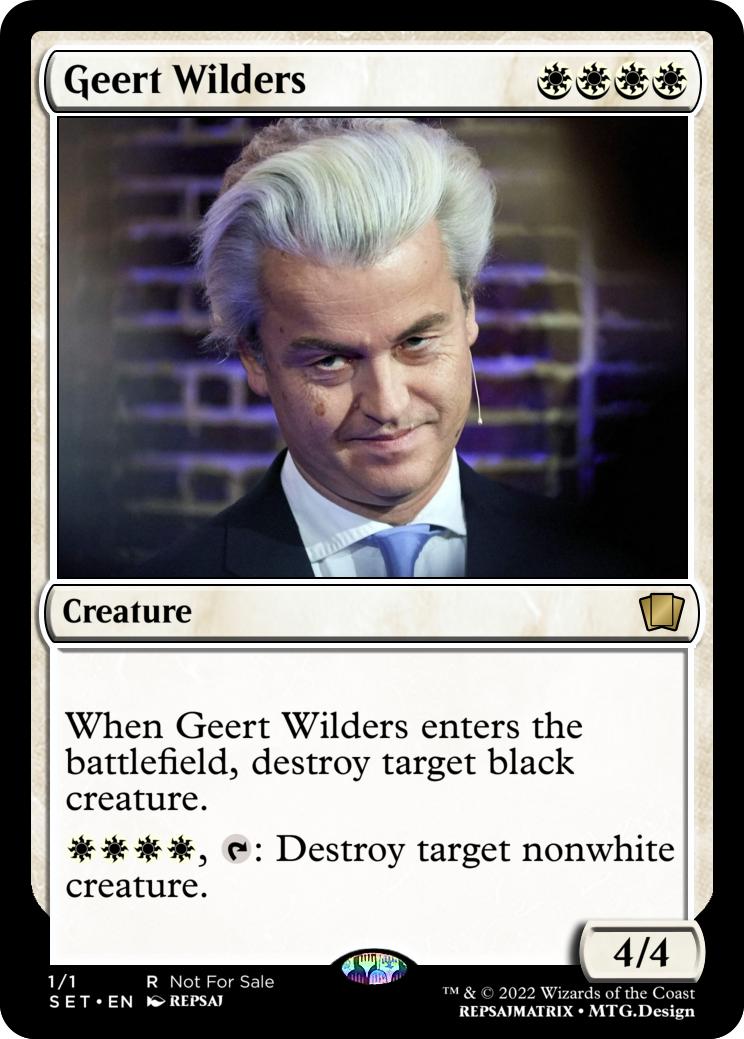 Geert Wilders
Creature
When Geert Wilders enters the
battlefield, destroy target black
creature.
, : Destroy target nonwhite
creature.
4/4
1/1 R Not For Sale
SET • EN REPSAJ
™ & © 2022 Wizards of the Coast
REPSAJMATRIX • MTG.Design